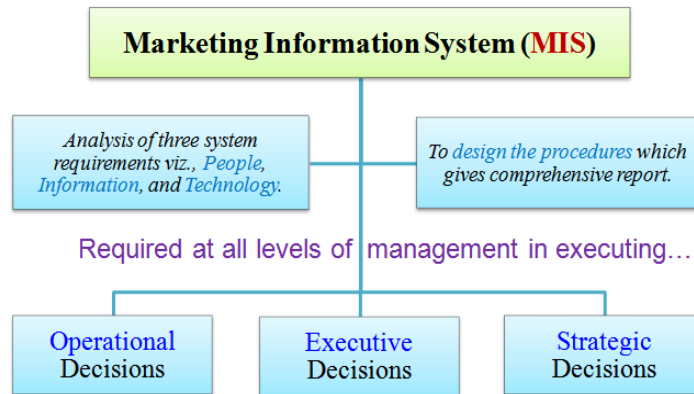 Marketing Information System (MIS)
Analysis of three system
requirements viz., People,
Information, and Technology.
To design the procedures which
gives comprehensive report.
Required at all levels of management in executing…
Operational
Decisions
Executive
Decisions
Strategic
Decisions